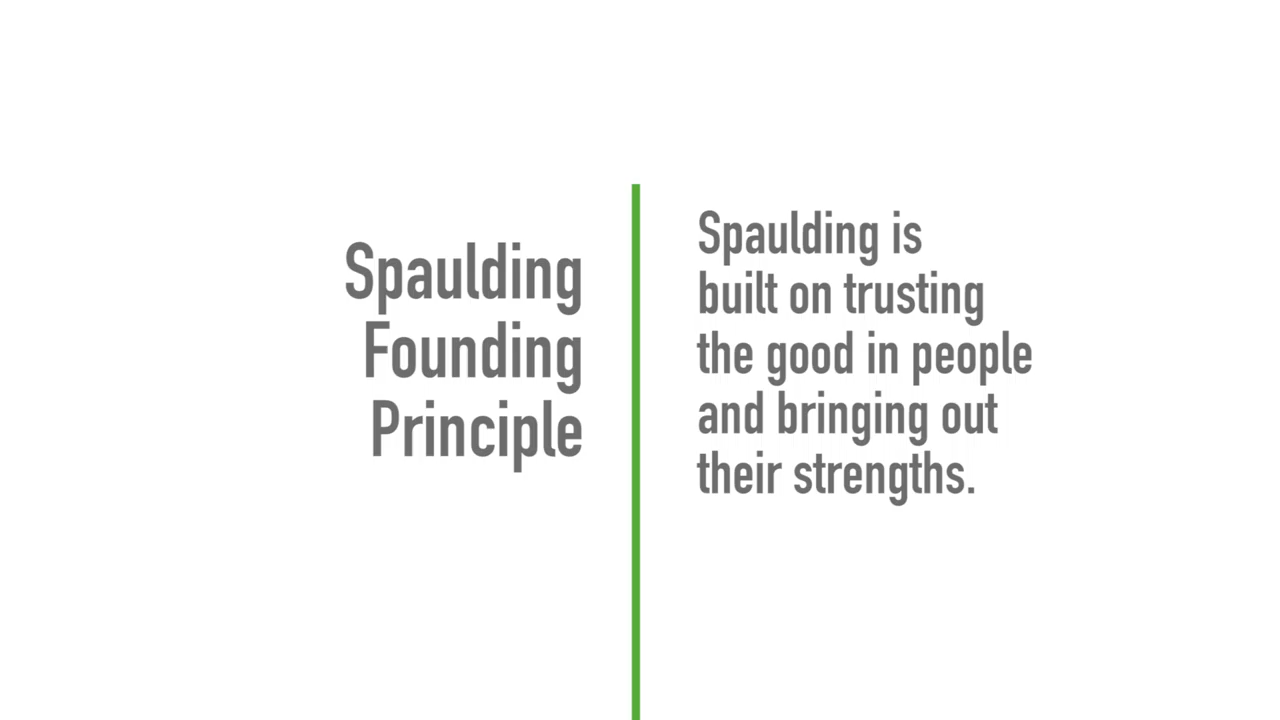 Spaulding
Founding
Principle
Spaulding is
built on trusting
the good in people
and bringing out
their strengths.